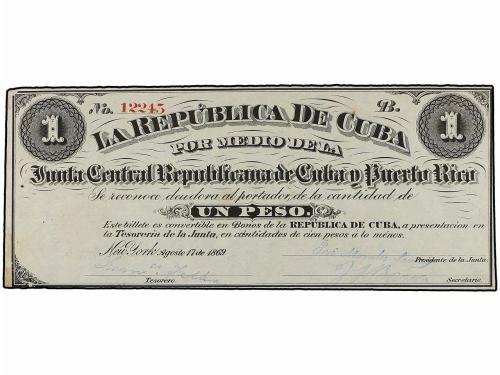 No. 12245 B.
1 1
LA REPÚBLICA DE CUBA
POR MEDIO DE LA
Junta Central Republicana de Cuba y Puerto Rico
Se reconoce deudora al portador, de la cantidad de
UN PESO.
Este billete es convertible en Bonos de la REPÚBLICA DE CUBA, a presentacion en
la Tesoreria de la Junta, en cántidades de cien pesos á lo ménos.
New York, Agosto 17 de 1869
Presidente de la Junta.
Tesorero Secretario.